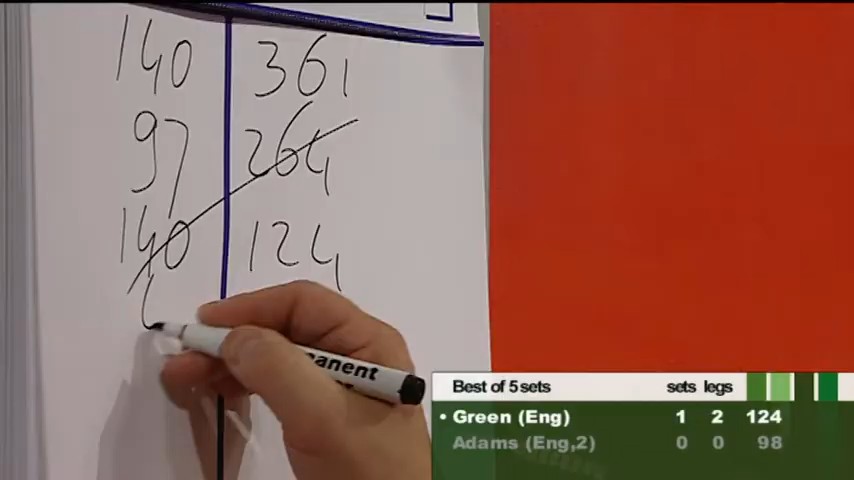 140 361
97 264
140 124
manent
Best of 5 sets sets legs
• Green (Eng) 1 2 124
Adams (Eng,2) 0 0 98